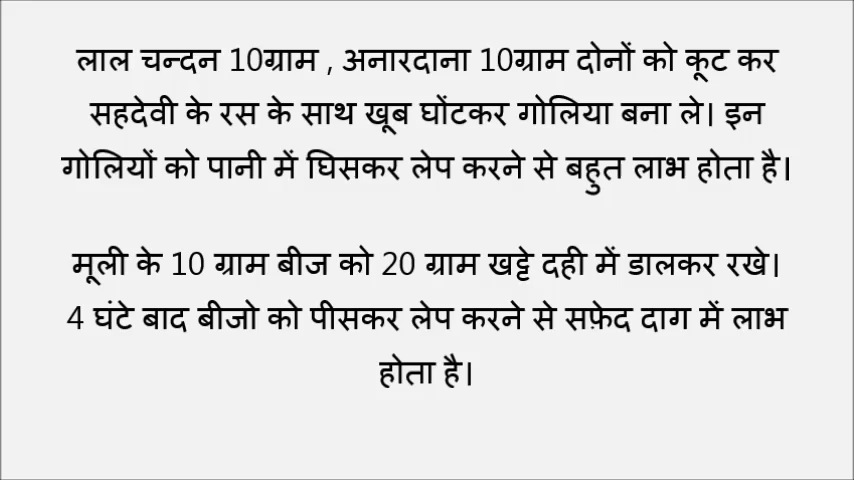 लाल चन्दन 10ग्राम , अनारदाना 10ग्राम दोनों को कूट कर
सहदेवी के रस के साथ खूब घोंटकर गोलिया बना ले। इन
गोलियों को पानी में घिसकर लेप करने से बहुत लाभ होता है।
मूली के 10 ग्राम बीज को 20 ग्राम खट्टे दही में डालकर रखे।
4 घंटे बाद बीजो को पीसकर लेप करने से सफ़ेद दाग में लाभ
होता है।